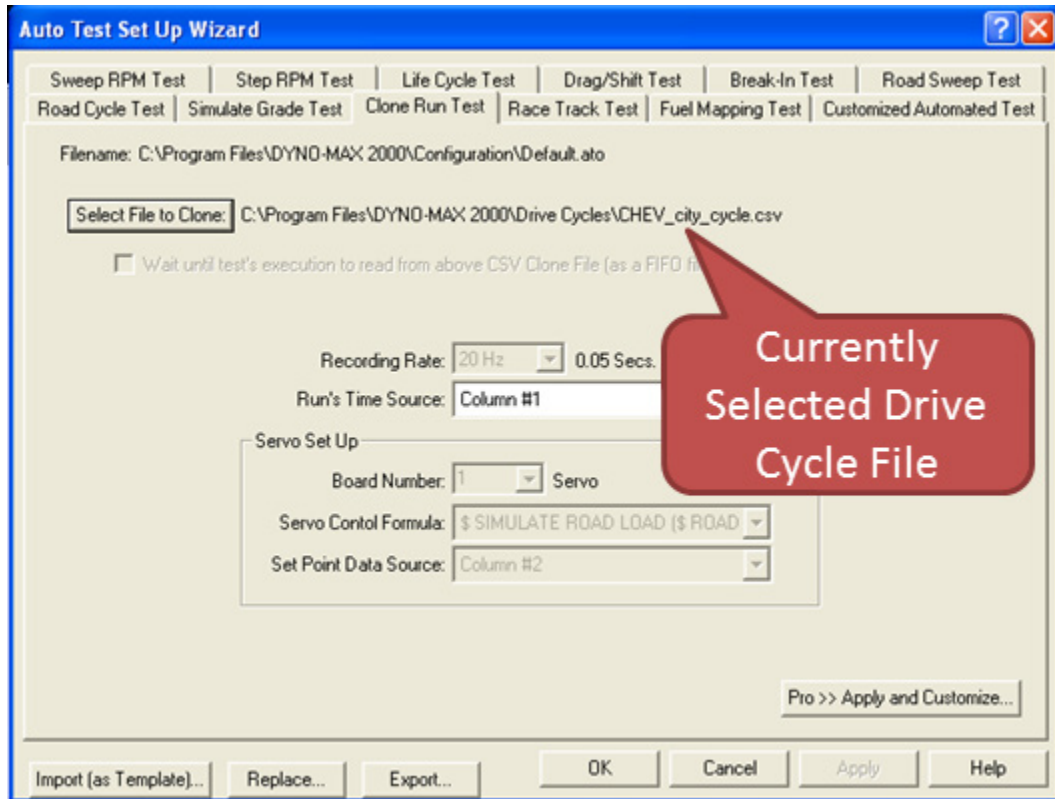 Auto Test Set Up Wizard
Sweep RPM Test Step RPM Test Life Cycle Test Drag/Shift Test Break-In Test Road Sweep Test
Road Cycle Test Simulate Grade Test Clone Run Test Race Track Test Fuel Mapping Test Customized Automated Test
Filename: C:\Program Files\DYNO-MAX 2000\Configuration\Default.ato
Select File to Clone: C:\Program Files\DYNO-MAX 2000\Drive Cycles\CHEV_city_cycle.csv
Wait until test's execution to read from above CSV Clone File (as a FIFO
Recording Rate: 20 Hz 0.05 Secs.
Run's Time Source: Column #1
Currently
Selected Drive
Cycle File
Servo Set Up
Board Number: 1 Servo
Servo Contol Formula: $ SIMULATE ROAD LOAD ($ ROAD
Set Point Data Source: Column #2
Pro >> Apply and Customize...
Import (as Template)... Replace... Export... OK Cancel Apply Help